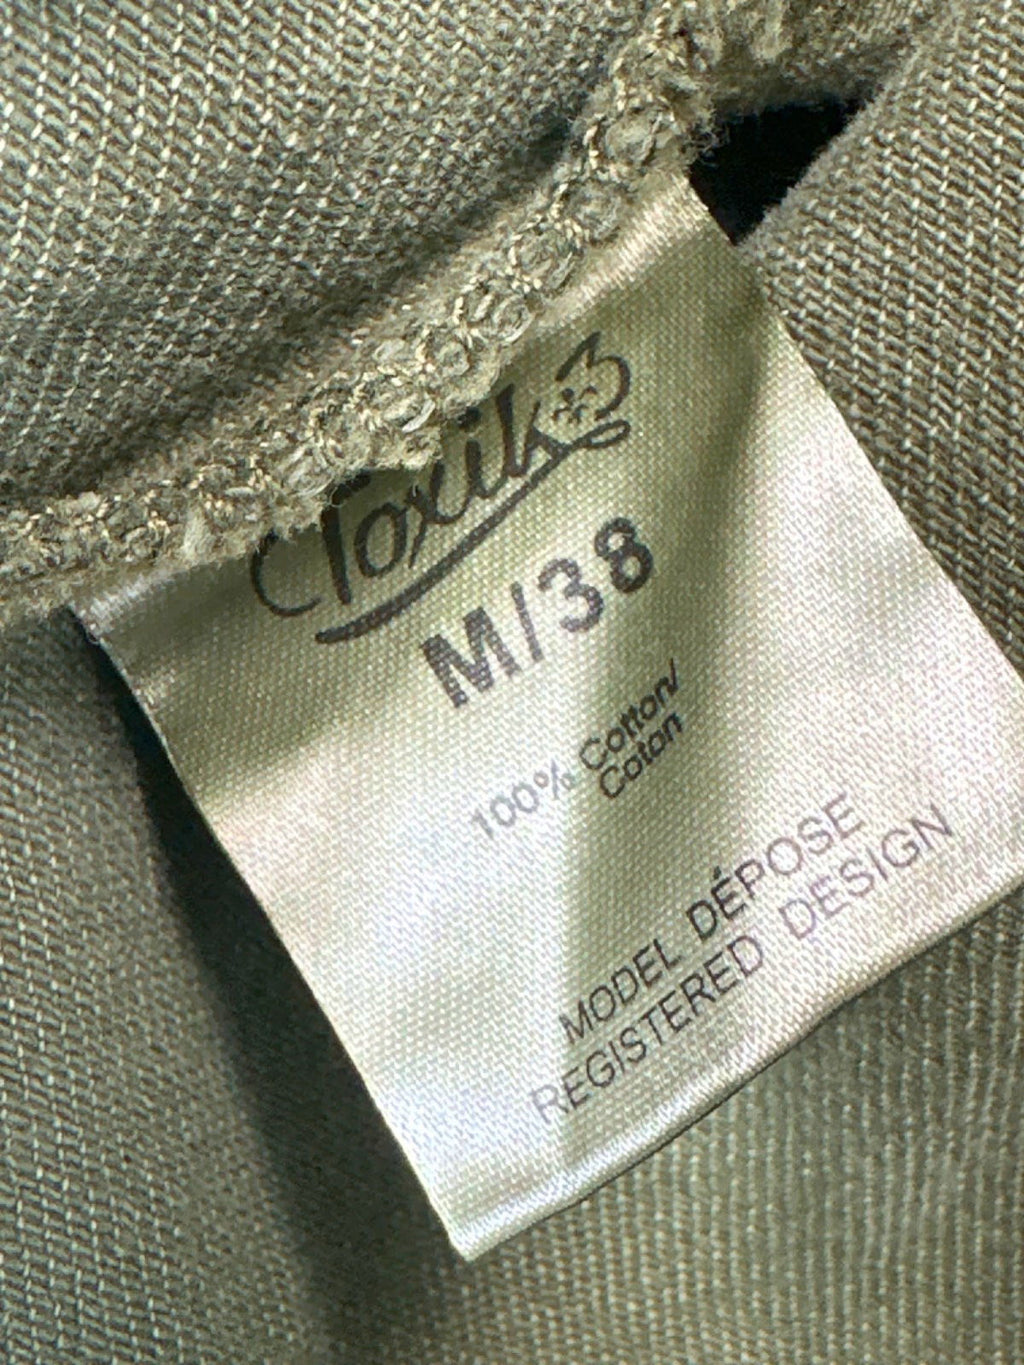 Toxik3
M/38
100% Cotton/
Coton
MODEL DÉPOSE
REGISTERED DESIGN